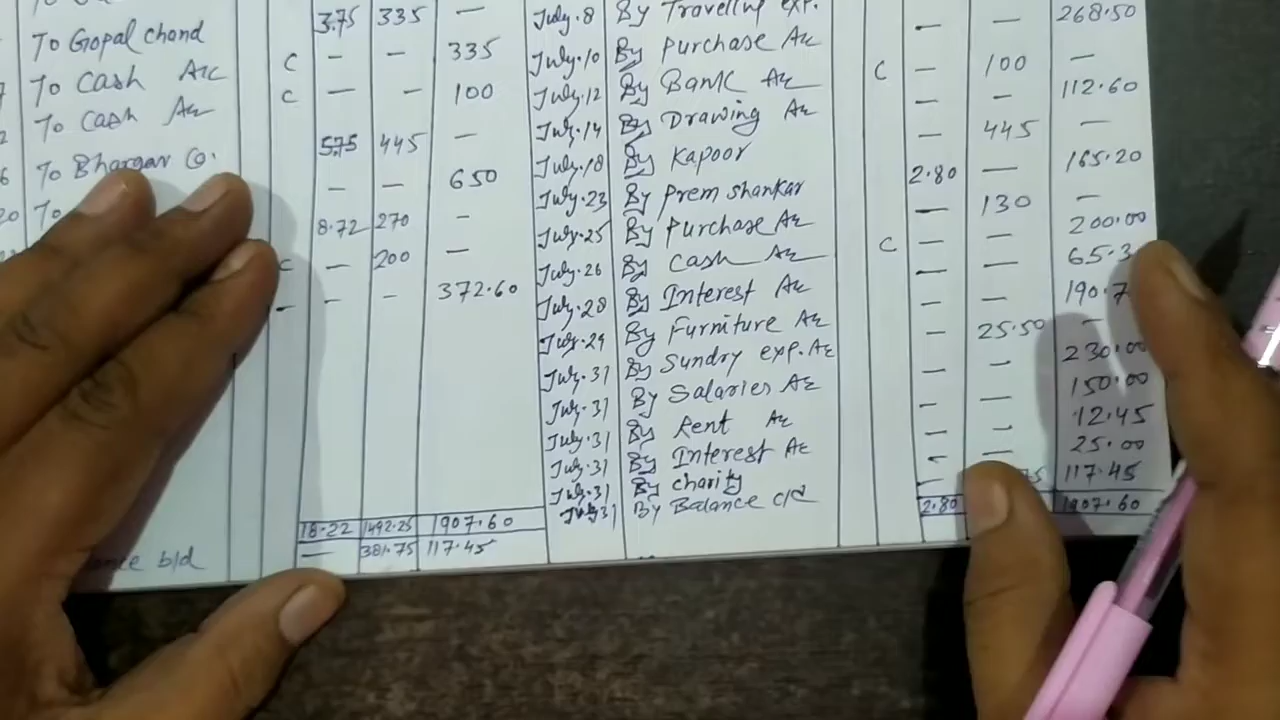 To Gopal Chand 3.75 335 —
To Cash A/c C — — 335
To Cash A/c C — — 100
To Bhargav Co. 5.75 445 —
To — — 650
8.72 270 —
C — 200 —
- — — 372.60
18.22 1492.25 1907.60
b/d — 381.75 117.45
July.8 By Travelling exp. — — 268.50
July.10 By Purchase A/c — 100 —
July.12 By Bank A/c C — — 112.60
July.14 By Drawing A/c — 445 —
July.18 By Kapoor 2.80 — 165.20
July.23 By Prem shankar — 130 —
July.25 By Purchase A/c — — 200.00
July.26 By Cash A/c C — — 65.3
July.28 By Interest A/c — — 190.7
July.29 By Furniture A/c — 25.50 —
July.31 By Sundry exp. A/c — — 230.00
July.31 By Salaries A/c — — 150.00
July.31 By Rent A/c — — 12.45
July.31 By Interest A/c 25.00
July.31 By charity 117.45
July31 By Balance c/d 2.80 1907.60